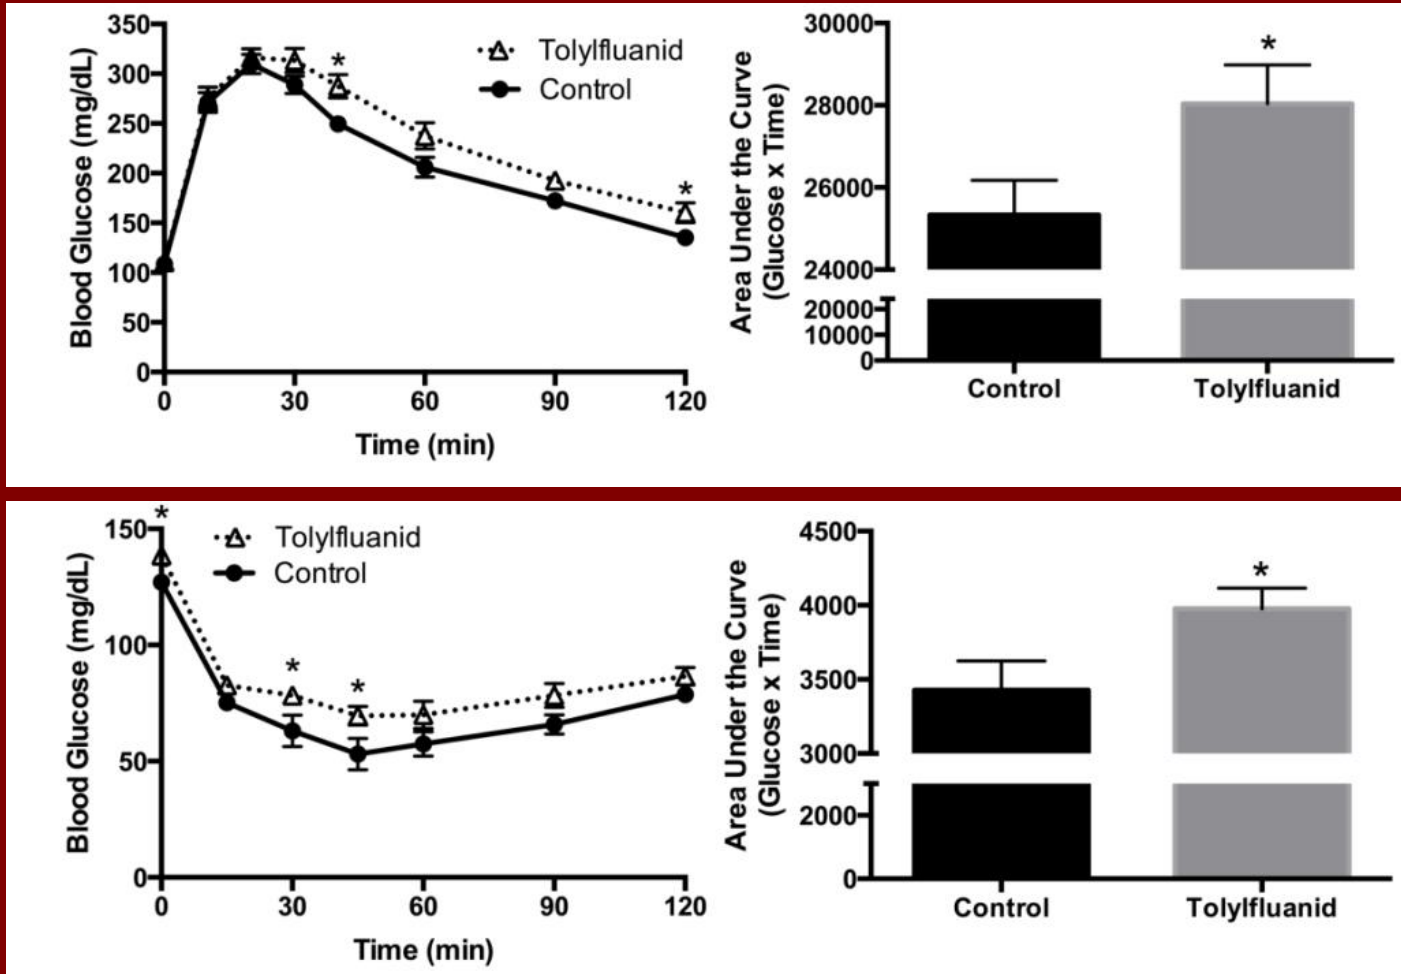 350
300
250
200
150
100
50
0
Blood Glucose (mg/dL)
Tolylfluanid
Control
*
*
0 30 60 90 120
Time (min)
30000
28000
26000
24000
20000
10000
0
Area Under the Curve
(Glucose x Time)
*
Control Tolylfluanid
150
100
50
0
Blood Glucose (mg/dL)
*
Tolylfluanid
Control
*
*
0 30 60 90 120
Time (min)
4500
4000
3500
3000
2000
0
Area Under the Curve
(Glucose x Time)
*
Control Tolylfluanid